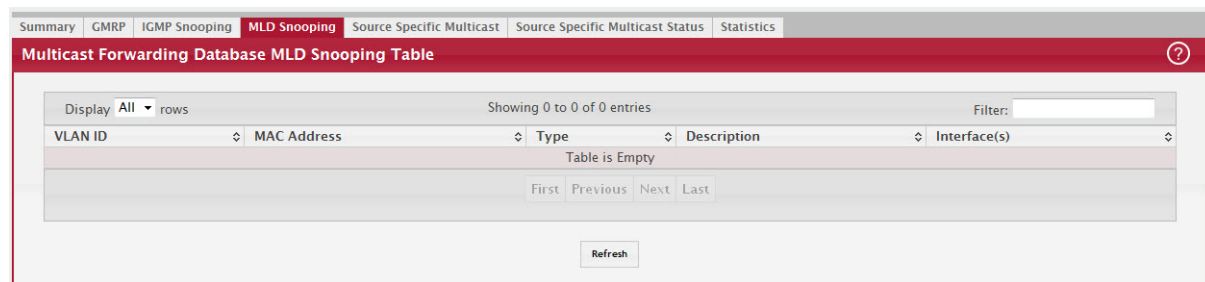 Summary GMRP IGMP Snooping MLD Snooping Source Specific Multicast Source Specific Multicast Status Statistics
Multicast Forwarding Database MLD Snooping Table ?
Display All rows Showing 0 to 0 of 0 entries Filter:
VLAN ID MAC Address Type Description Interface(s)
Table is Empty
First Previous Next Last
Refresh